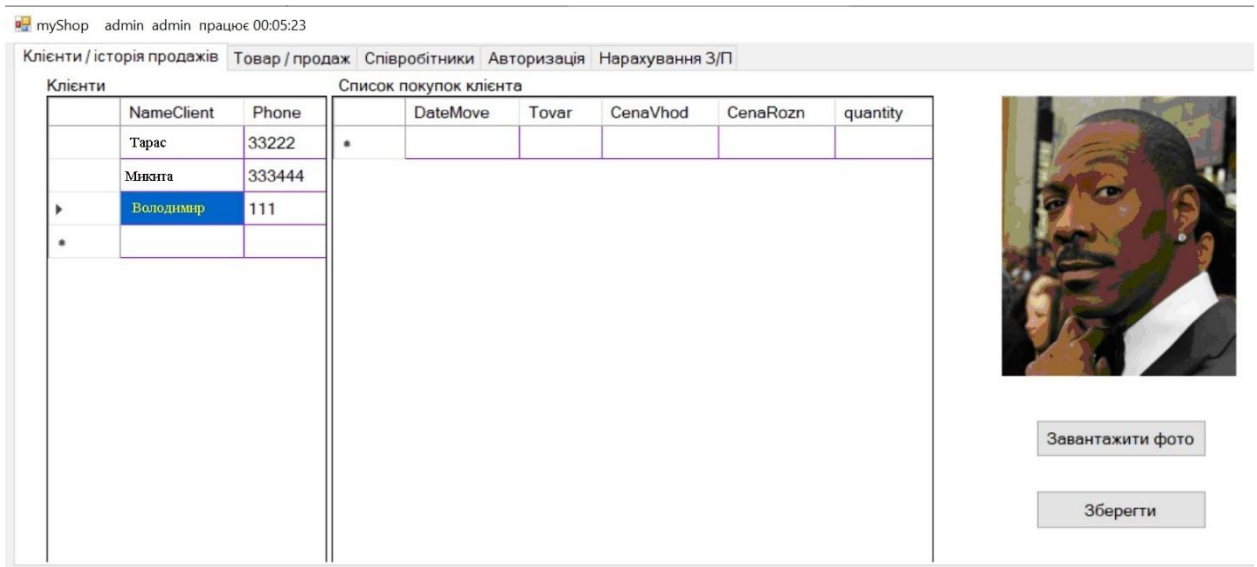 myShop admin admin працює 00:05:23
Клієнти / історія продажів Товар / продаж Співробітники Авторизація Нарахування З/П
Клієнти Список покупок клієнта
NameClient Phone DateMove Tovar CenaVhod CenaRozn quantity
Тарас 33222
Микита 333444
Володимир 111
Завантажити фото
Зберегти